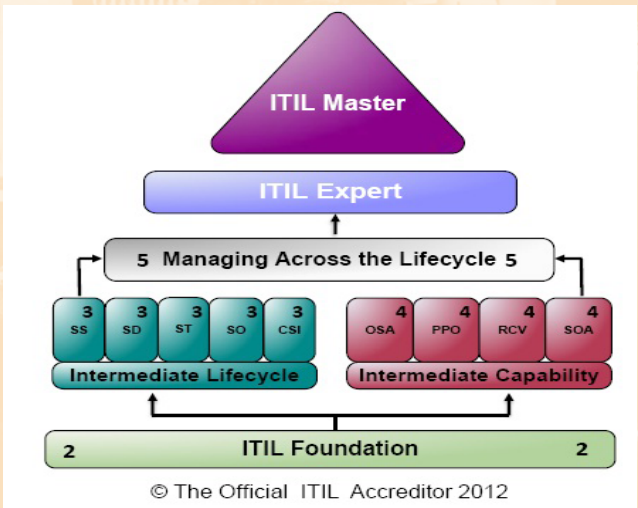 ITIL Master
ITIL Expert
5 Managing Across the Lifecycle 5
3 3 3 3 3
SS SD ST SO CSI
4 4 4 4
OSA PPO RCV SOA
Intermediate Lifecycle
Intermediate Capability
2 ITIL Foundation 2
© The Official ITIL Accreditor 2012